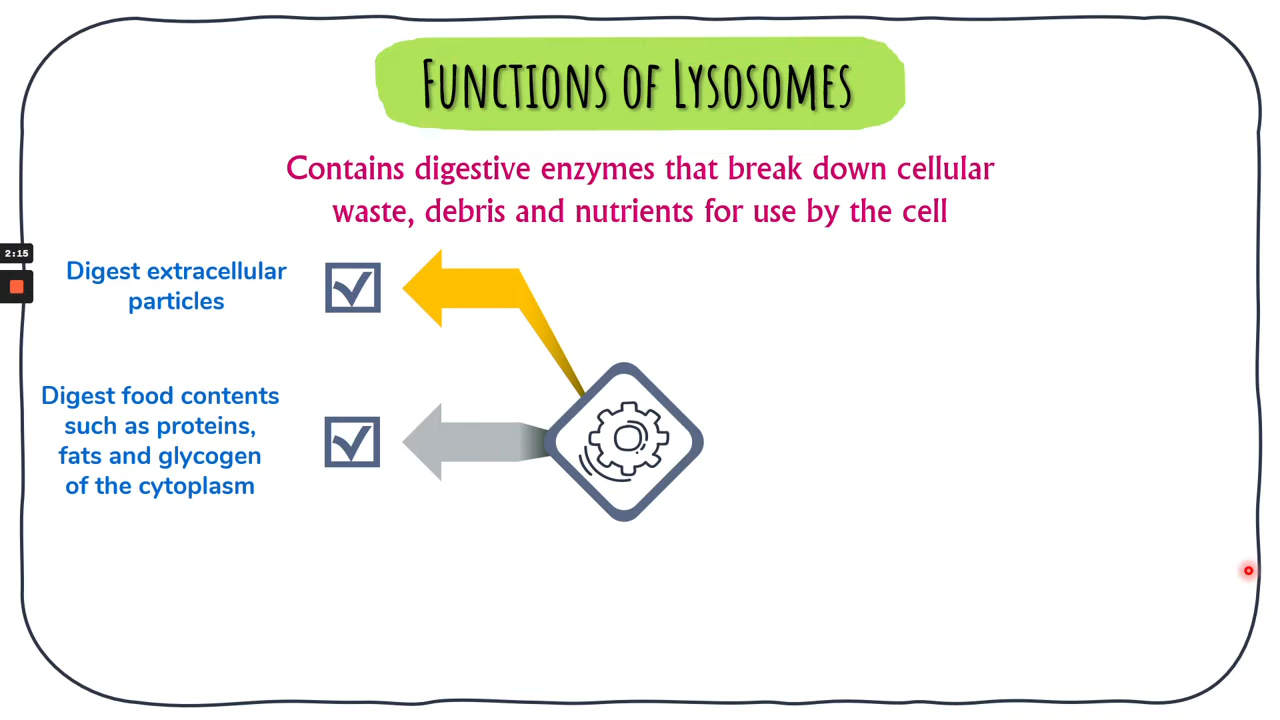 Functions of Lysosomes
Contains digestive enzymes that break down cellular
waste, debris and nutrients for use by the cell
2:15
Digest extracellular
particles
Digest food contents
such as proteins,
fats and glycogen
of the cytoplasm